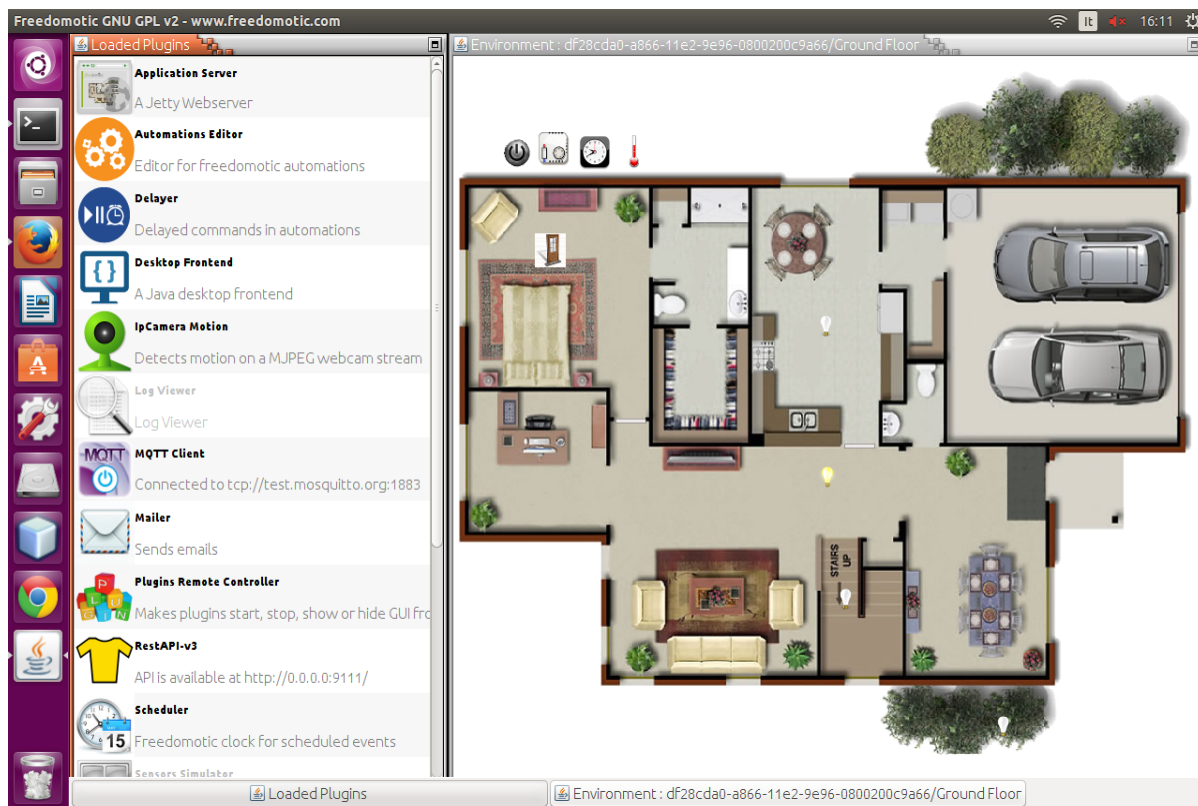 Freedomotic GNU GPL v2 - www.freedomotic.com
It
16:11
Loaded Plugins
Environment : df28cda0-a866-11e2-9e96-0800200c9a66/Ground Floor
Application Server
A Jetty Webserver
Automations Editor
Editor for freedomotic automations
Delayer
Delayed commands in automations
Desktop Frontend
A Java desktop frontend
IpCamera Motion
Detects motion on a MJPEG webcam stream
Log Viewer
Log Viewer
MQTT
MQTT Client
Connected to tcp://test.mosquitto.org:1883
Mailer
Sends emails
PLUGIN
Plugins Remote Controller
Makes plugins start, stop, show or hide GUI fro
RestAPI-v3
API is available at http://0.0.0.0:9111/
15
Scheduler
Freedomotic clock for scheduled events
Sensors Simulator
STAIRS
UP
Loaded Plugins
Environment : df28cda0-a866-11e2-9e96-0800200c9a66/Ground Floor